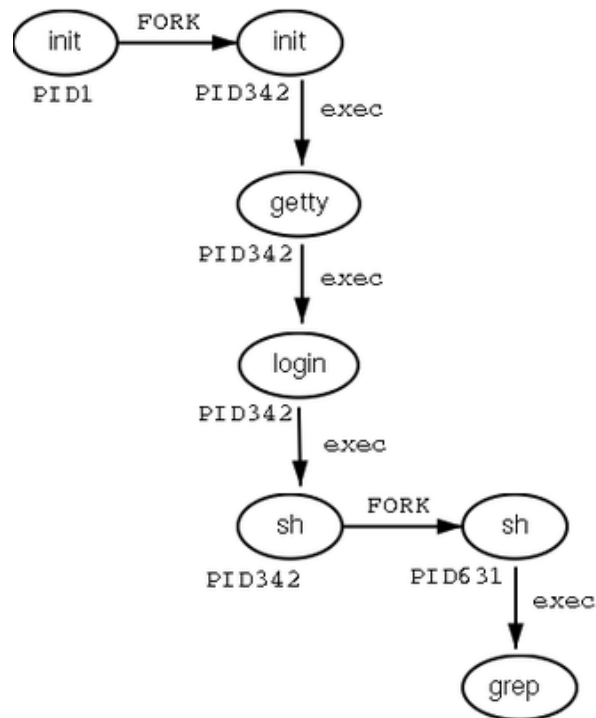 FORK
init init
PID1 PID342
exec
getty
PID342
exec
login
PID342
exec
FORK
sh sh
PID342 PID631
exec
grep